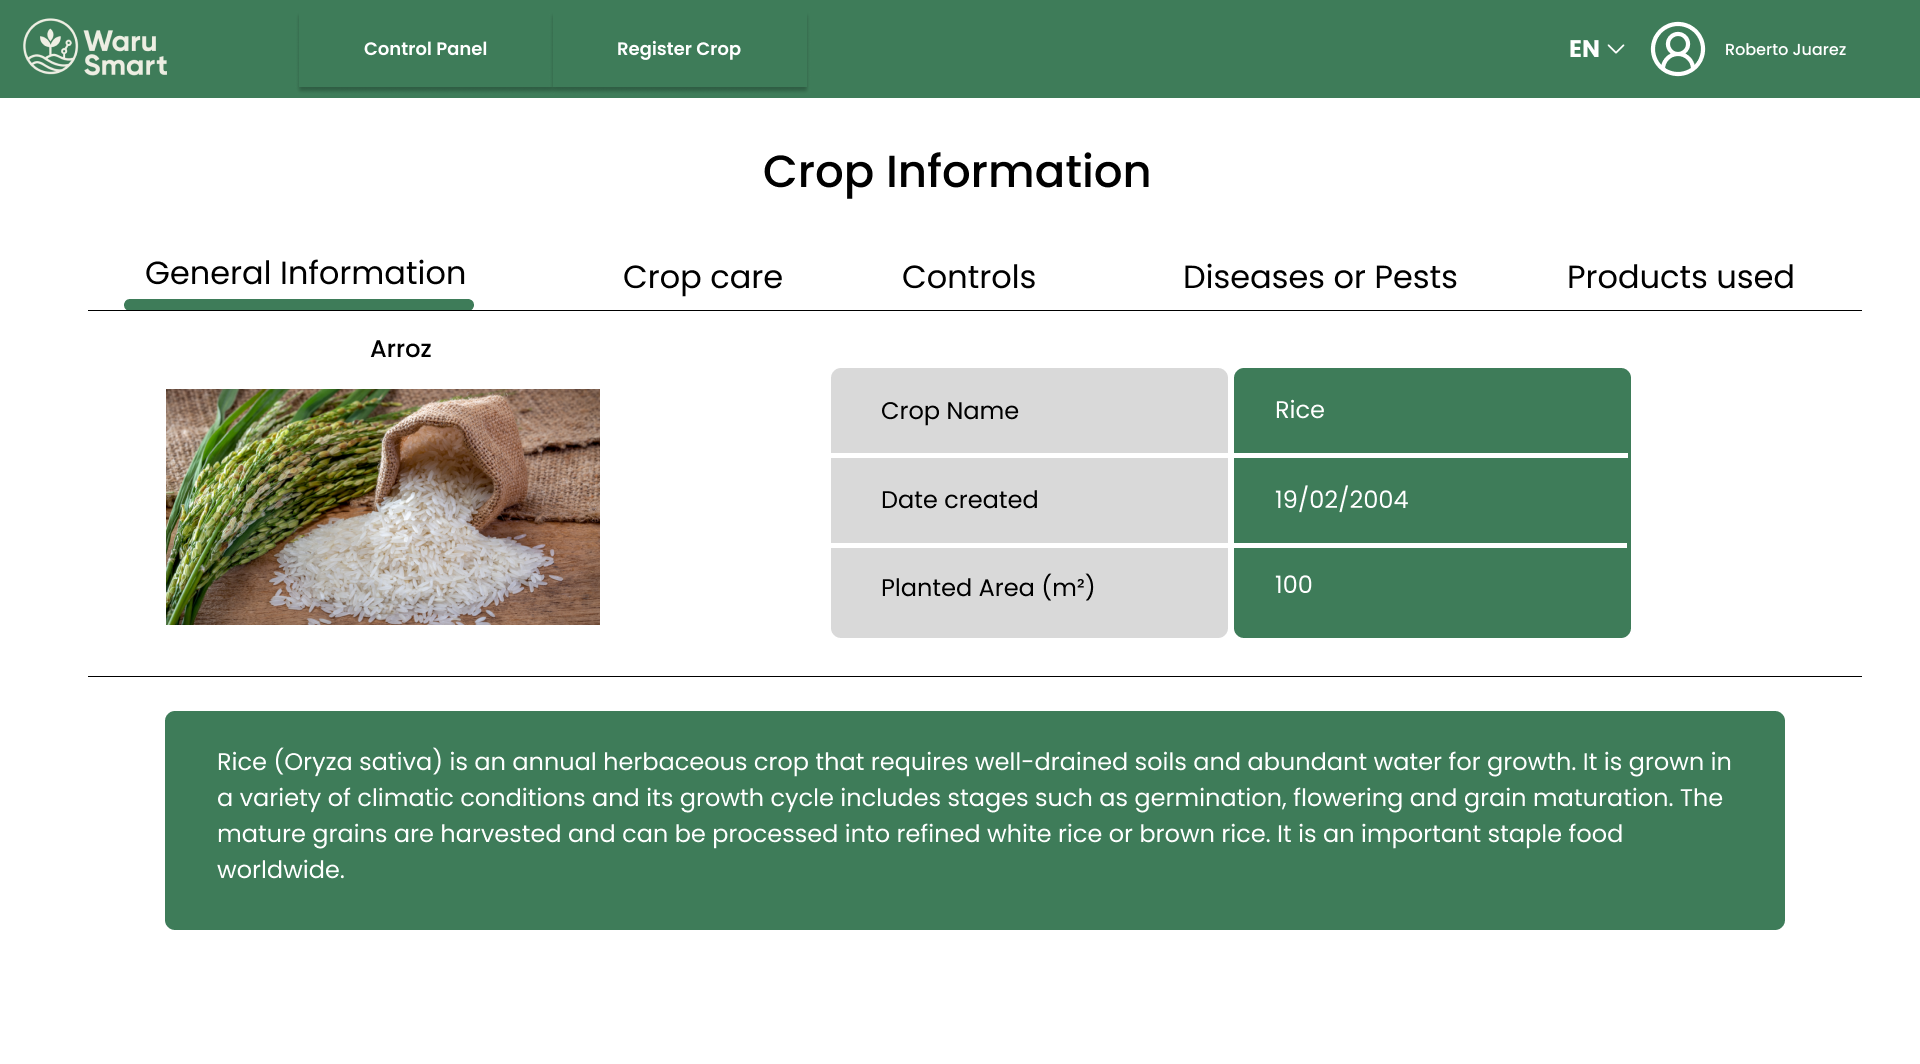 Waru
Smart
Control Panel
Register Crop
EN
Roberto Juarez
Crop Information
General Information
Crop care
Controls
Diseases or Pests
Products used
Arroz
Crop Name
Rice
Date created
19/02/2004
Planted Area (m²)
100
Rice (Oryza sativa) is an annual herbaceous crop that requires well-drained soils and abundant water for growth. It is grown in
a variety of climatic conditions and its growth cycle includes stages such as germination, flowering and grain maturation. The
mature grains are harvested and can be processed into refined white rice or brown rice. It is an important staple food
worldwide.